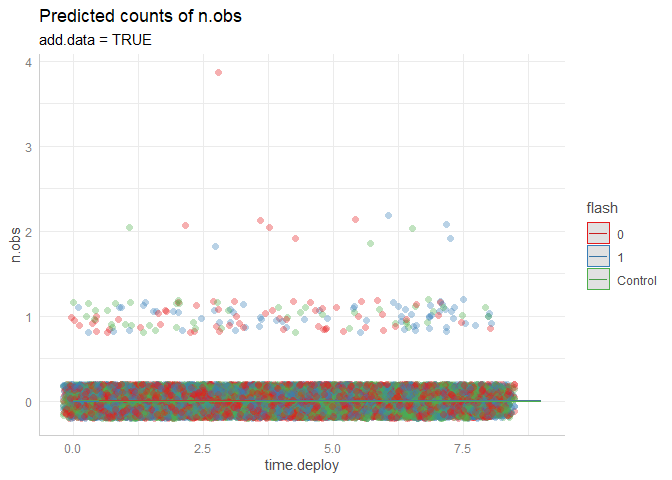 Predicted counts of n.obs
add.data = TRUE
4
3
2
1
0
n.obs
0.0 2.5 5.0 7.5
time.deploy
flash
0
1
Control